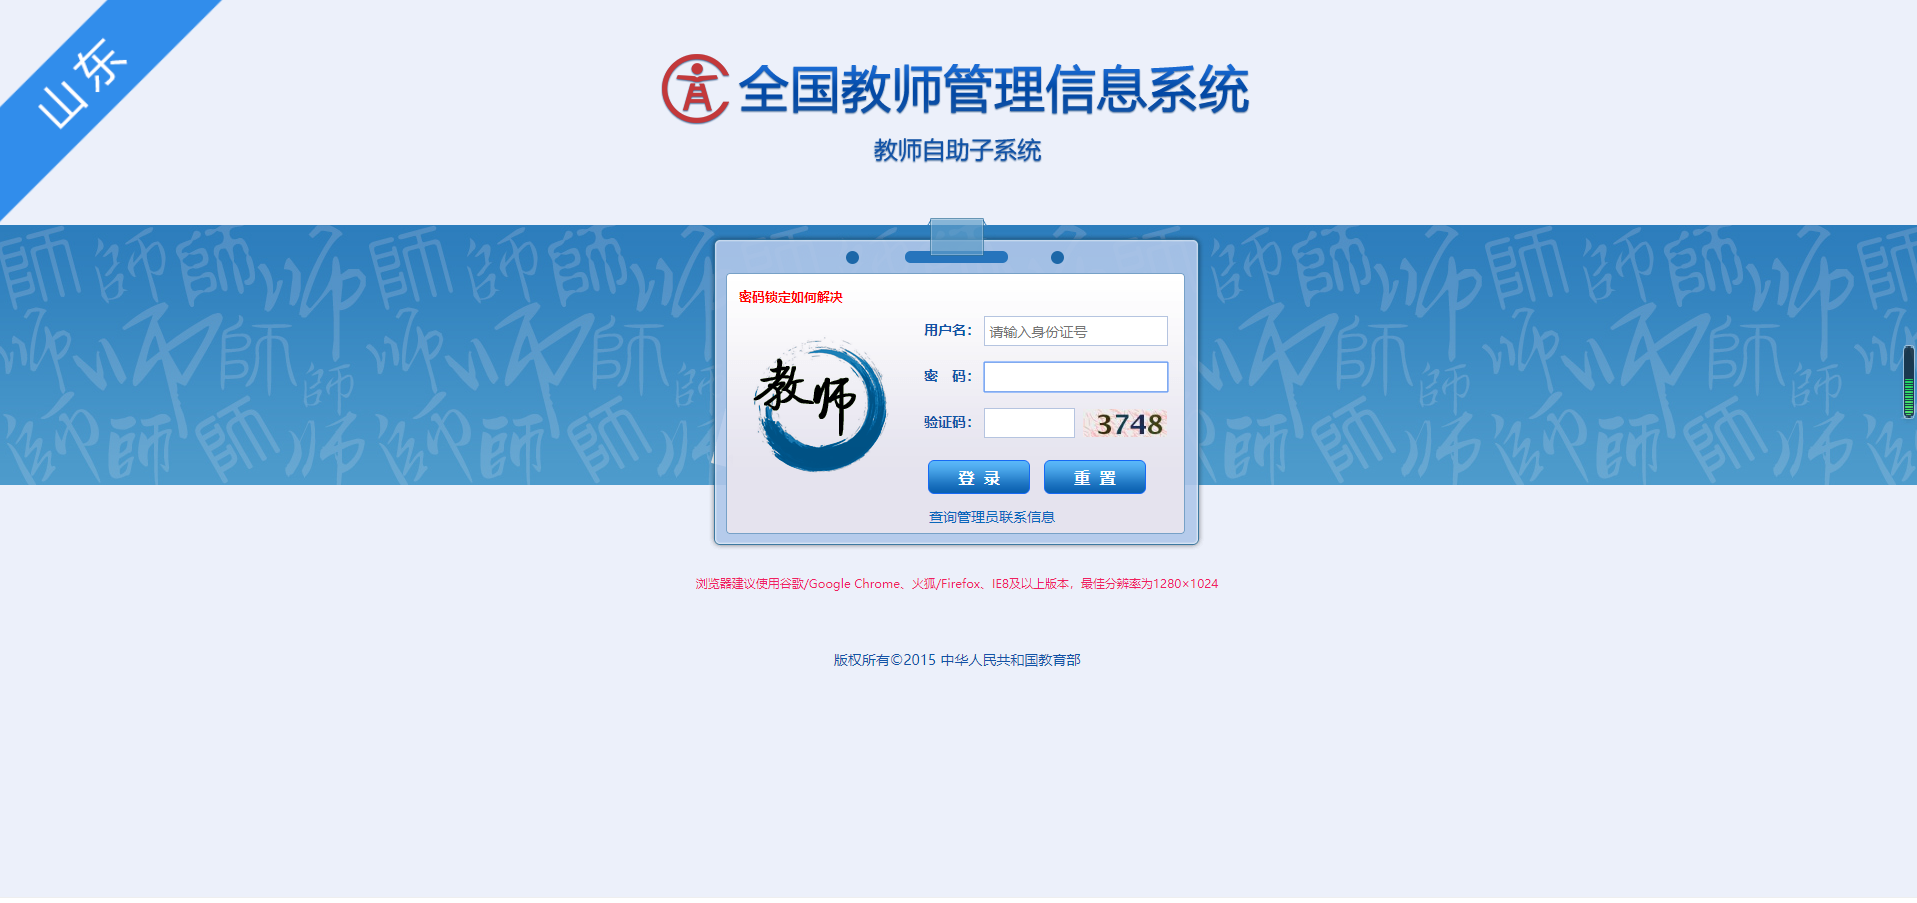 山东
全国教师管理信息系统
教师自助子系统
密码锁定如何解决
用户名： 请输入身份证号
教师
密 码：
验证码： 3748
登 录 重 置
查询管理员联系信息
浏览器建议使用谷歌/Google Chrome、火狐/Firefox、IE8及以上版本，最佳分辨率为1280×1024
版权所有©2015 中华人民共和国教育部